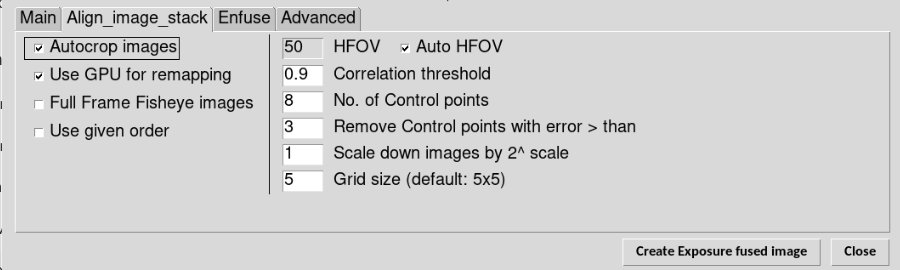 Main Align_image_stack Enfuse Advanced
Autocrop images
Use GPU for remapping
Full Frame Fisheye images
Use given order
50 HFOV Auto HFOV
0.9 Correlation threshold
8 No. of Control points
3 Remove Control points with error > than
1 Scale down images by 2^ scale
5 Grid size (default: 5x5)
Create Exposure fused image Close